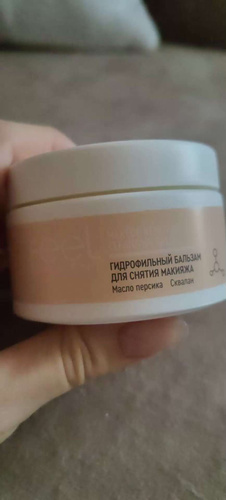 ГИДРОФИЛЬНЫЙ БАЛЬЗАМ
ДЛЯ СНЯТИЯ МАКИЯЖА
Масло персика Сквалан